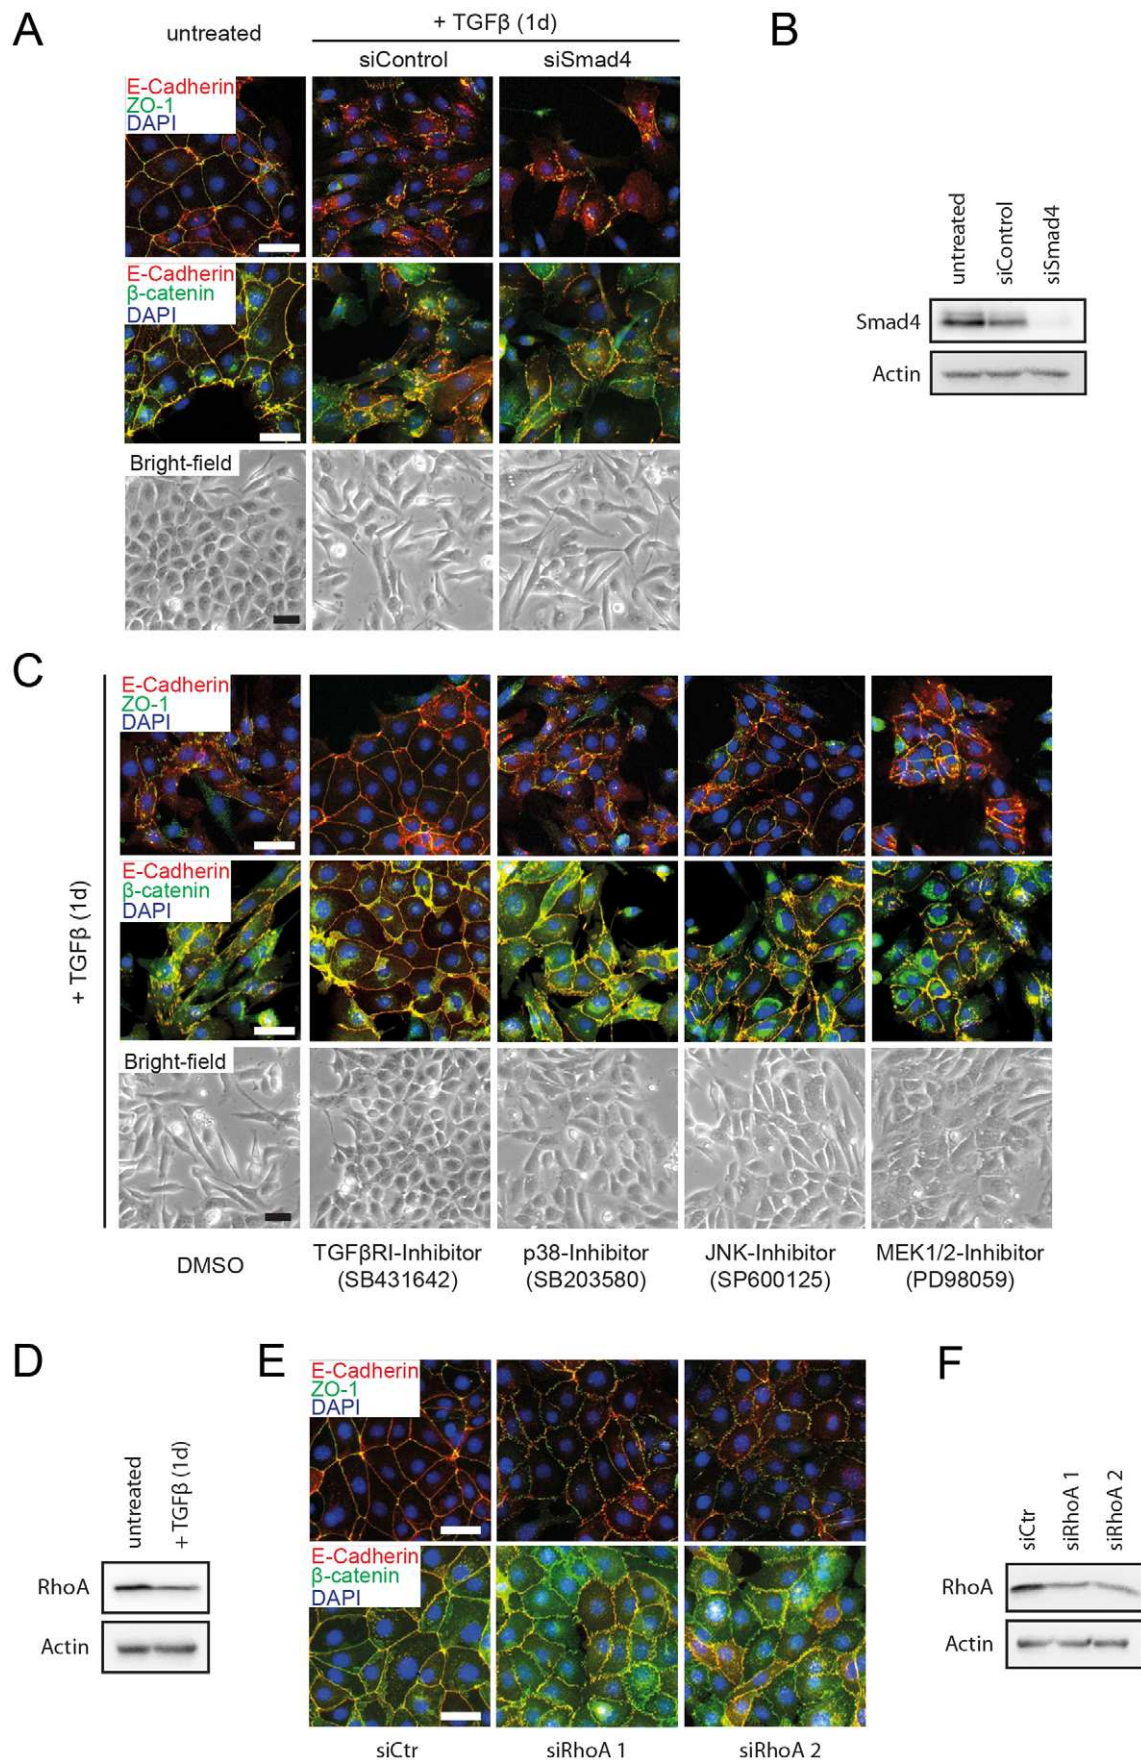 A
untreated
+ TGFβ (1d)
siControl
siSmad4
E-Cadherin
ZO-1
DAPI
E-Cadherin
β-catenin
DAPI
Bright-field
B
untreated
siControl
siSmad4
Smad4
Actin
C
+ TGFβ (1d)
E-Cadherin
ZO-1
DAPI
E-Cadherin
β-catenin
DAPI
Bright-field
DMSO
TGFβRI-Inhibitor
(SB431642)
p38-Inhibitor
(SB203580)
JNK-Inhibitor
(SP600125)
MEK1/2-Inhibitor
(PD98059)
D
untreated
+ TGFβ (1d)
RhoA
Actin
E
E-Cadherin
ZO-1
DAPI
E-Cadherin
β-catenin
DAPI
siCtr
siRhoA 1
siRhoA 2
F
siCtr
siRhoA 1
siRhoA 2
RhoA
Actin